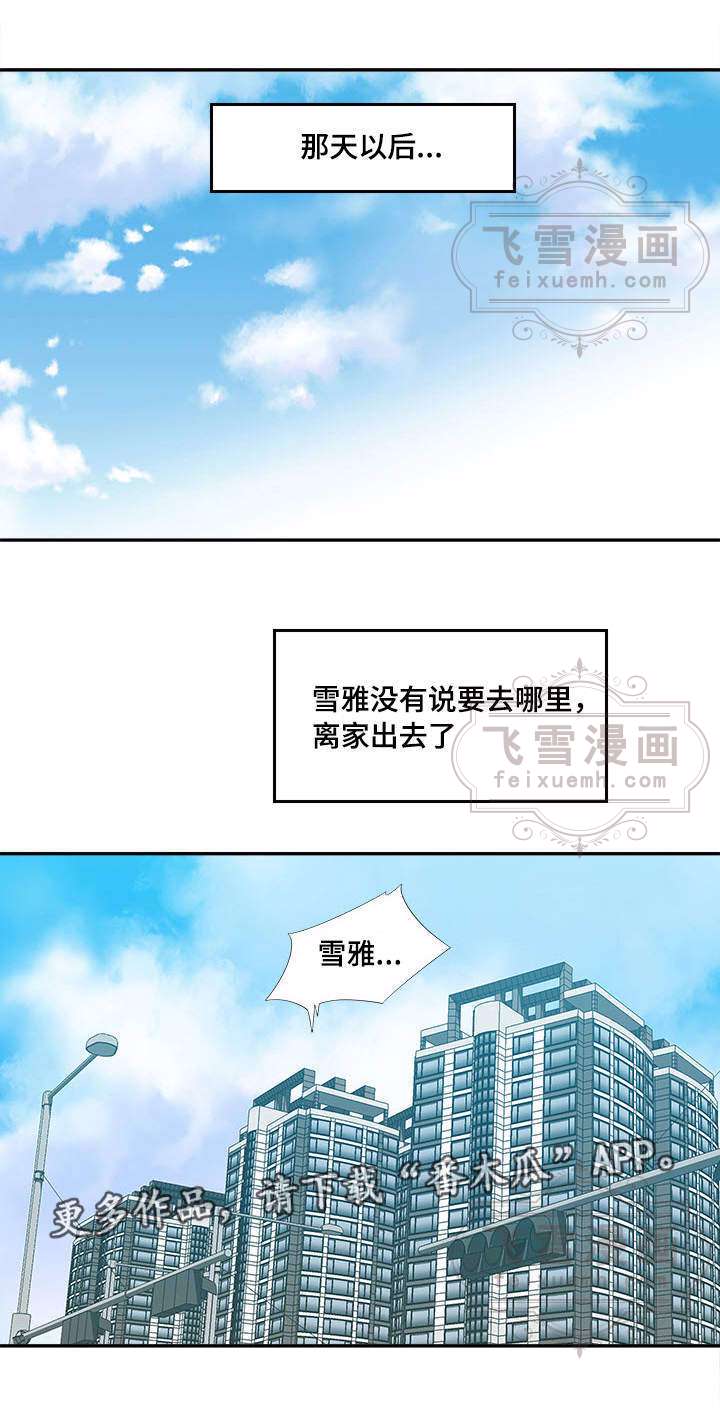 那天以后...
飞雪漫画
feixuemh.com
雪雅没有说要去哪里，
离家出去了
飞雪漫画
feixuemh.com
雪雅...
更多作品，请下载“番木瓜”APP。